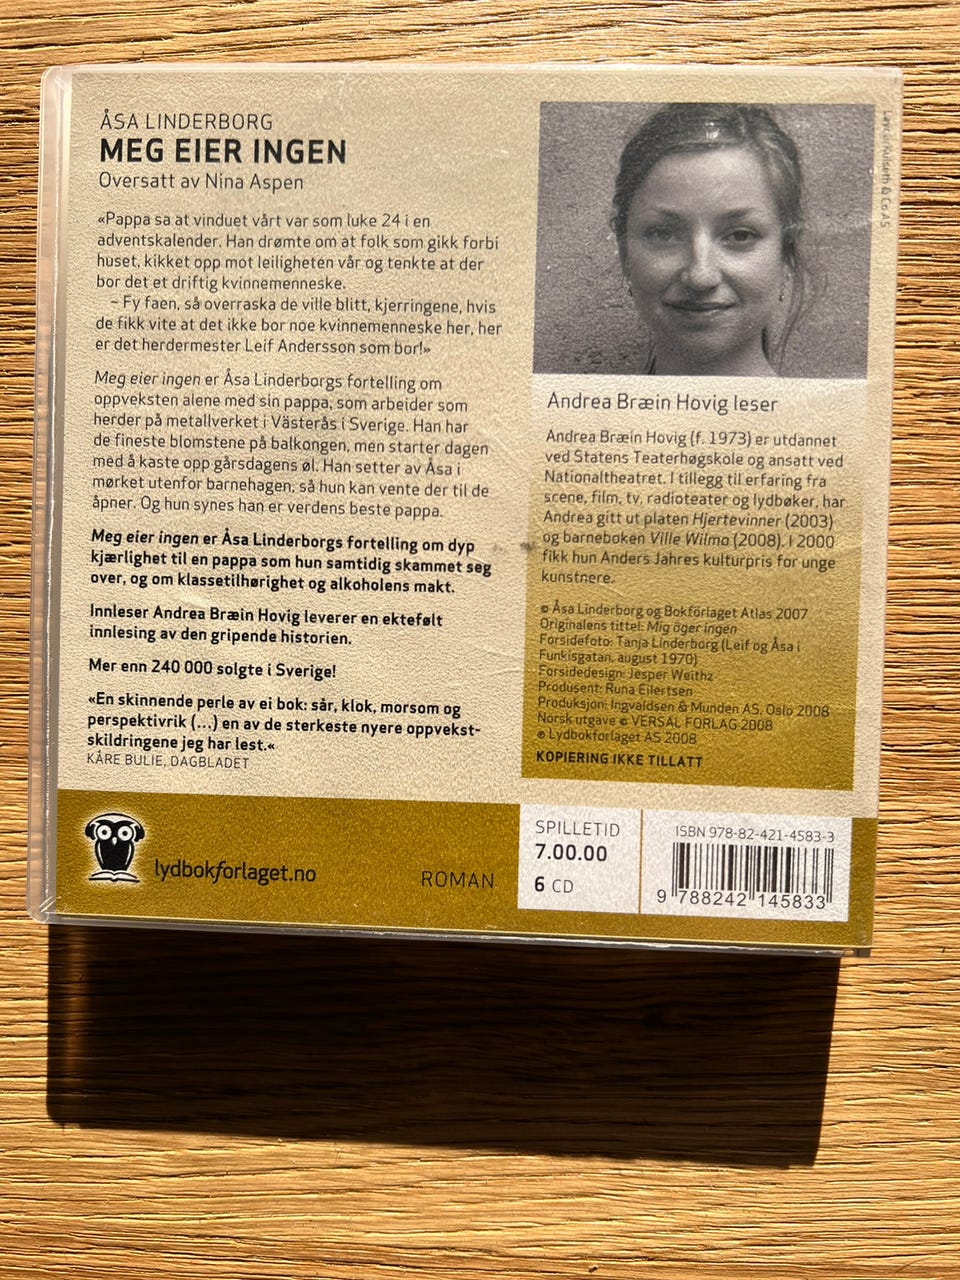 ÅSA LINDERBORG
MEG EIER INGEN
Oversatt av Nina Aspen
«Pappa sa at vinduet vårt var som luke 24 i en
adventskalender. Han drømte om at folk som gikk forbi
huset, kikket opp mot leiligheten vår og tenkte at der
bor det et driftig kvinnemenneske.
– Fy faen, så overraska de ville blitt, kjerringene, hvis
de fikk vite at det ikke bor noe kvinnemenneske her, her
er det herdermester Leif Andersson som bor!»
Meg eier ingen er Åsa Linderborgs fortelling om
oppveksten alene med sin pappa, som arbeider som
herder på metallverket i Västerås i Sverige. Han har
de fineste blomstene på balkongen, men starter dagen
med å kaste opp gårsdagens øl. Han setter av Åsa i
mørket utenfor barnehagen, så hun kan vente der til de
åpner. Og hun synes han er verdens beste pappa.
Meg eier ingen er Åsa Linderborgs fortelling om dyp
kjærlighet til en pappa som hun samtidig skammet seg
over, og om klassetilhørighet og alkoholens makt.
Innleser Andrea Bræin Hovig leverer en ektefølt
innlesing av den gripende historien.
Mer enn 240 000 solgte i Sverige!
«En skinnende perle av ei bok: sår, klok, morsom og
perspektivrik (...) en av de sterkeste nyere oppvekst-
skildringene jeg har lest.«
KÅRE BULIE, DAGBLADET
lydbokforlaget.no
ROMAN
Andrea Bræin Hovig leser
Andrea Bræin Hovig (f. 1973) er utdannet
ved Statens Teaterhøgskole og ansatt ved
Nationaltheatret. I tillegg til erfaring fra
scene, film, tv, radioteater og lydbøker, har
Andrea gitt ut platen Hjertevinner (2003)
og barneboken Ville Wilma (2008). I 2000
fikk hun Anders Jahres kulturpris for unge
kunstnere.
© Åsa Linderborg og Bokförlaget Atlas 2007
Originalens tittel: Mig äger ingen
Forsidefoto: Tanja Linderborg (Leif og Åsa i
Funkisgatan, august 1970)
Forsidedesign: Jesper Weithz
Produsent: Runa Eilertsen
Produksjon: Ingvaldsen & Munden AS, Oslo 2008
Norsk utgave © VERSAL FORLAG 2008
℗ Lydbokforlaget AS 2008
KOPIERING IKKE TILLATT
SPILLETID
7.00.00
6 CD
ISBN 978-82-421-4583-3
9 788242 145833
& Co AS